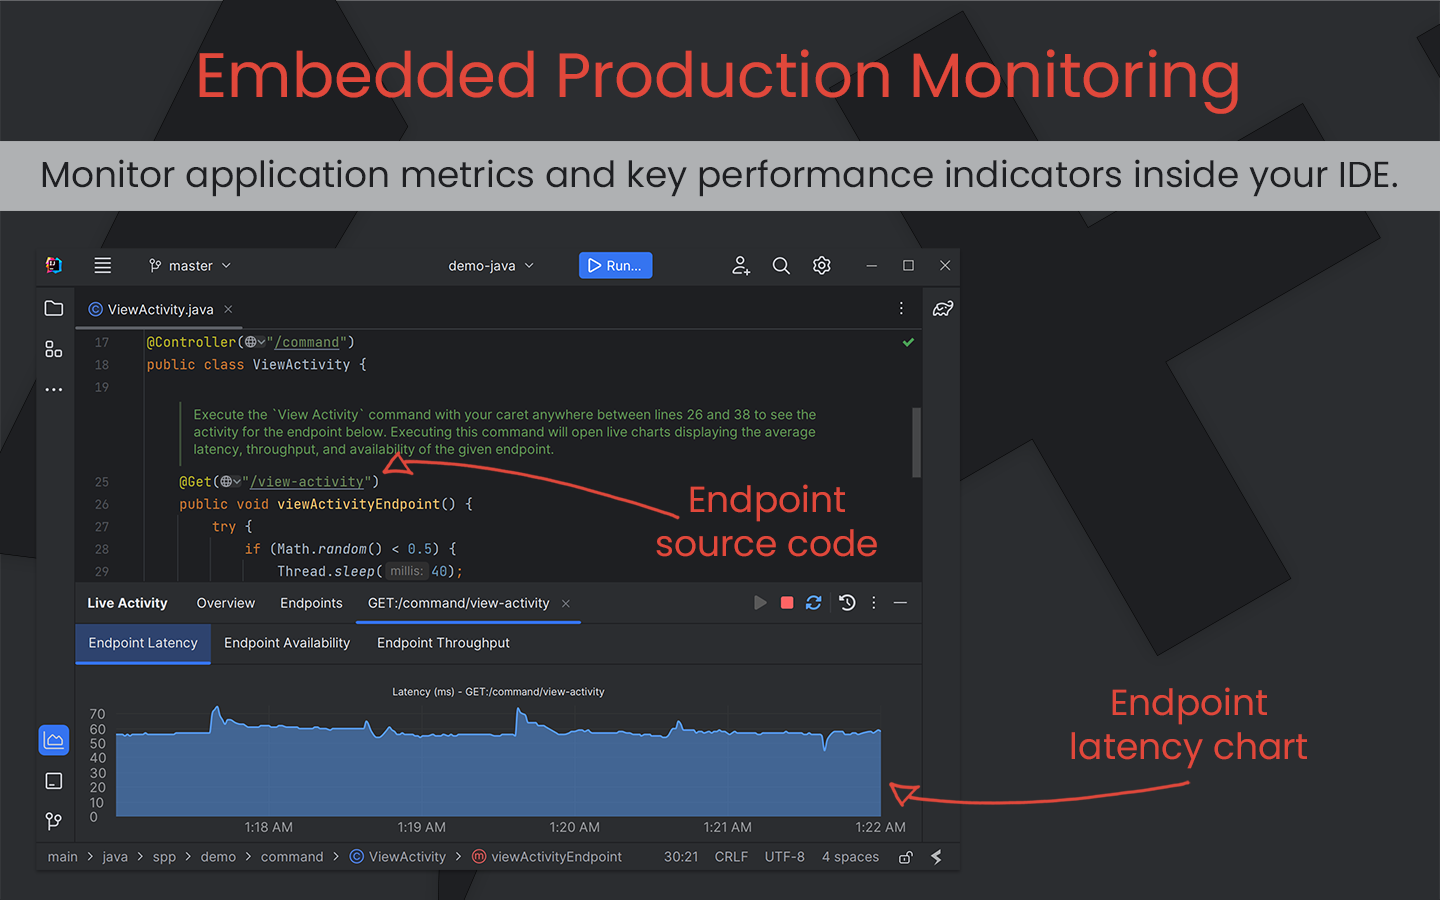 Embedded Production Monitoring
Monitor application metrics and key performance indicators inside your IDE.
master
demo-java
Run...
ViewActivity.java
17 @Controller("/command")
18 public class ViewActivity {
19
Execute the `View Activity` command with your caret anywhere between lines 26 and 38 to see the
activity for the endpoint below. Executing this command will open live charts displaying the average
latency, throughput, and availability of the given endpoint.
25 @Get("/view-activity")
26 public void viewActivityEndpoint() {
27 try {
28 if (Math.random() < 0.5) {
29 Thread.sleep( millis: 40);
Endpoint
source code
Live Activity Overview Endpoints GET:/command/view-activity
Endpoint Latency Endpoint Availability Endpoint Throughput
Latency (ms) - GET:/command/view-activity
70
60
50
40
30
20
10
0
1:18 AM 1:19 AM 1:20 AM 1:21 AM 1:22 AM
Endpoint
latency chart
main > java > spp > demo > command > ViewActivity > viewActivityEndpoint 30:21 CRLF UTF-8 4 spaces